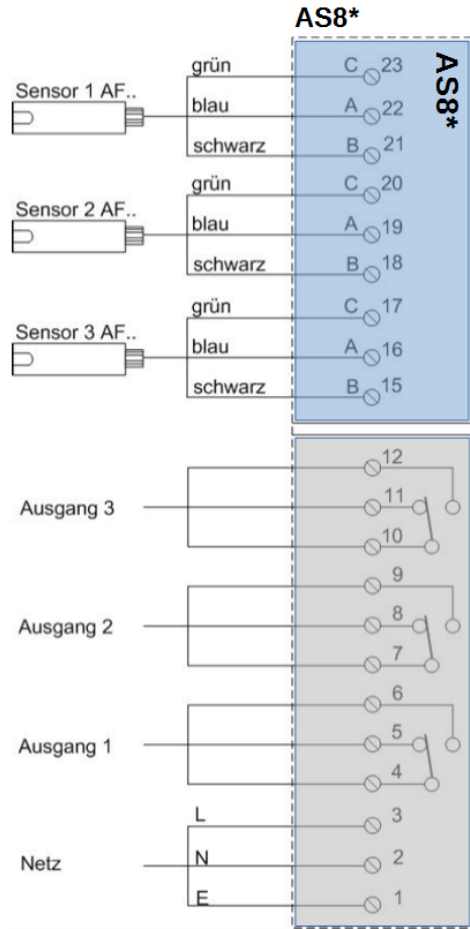 AS8*
AS8*
Sensor 1 AF..
grün C 23
blau A 22
schwarz B 21
Sensor 2 AF..
grün C 20
blau A 19
schwarz B 18
Sensor 3 AF..
grün C 17
blau A 16
schwarz B 15
12
Ausgang 3 11
10
9
Ausgang 2 8
7
6
Ausgang 1 5
4
L 3
Netz N 2
E 1